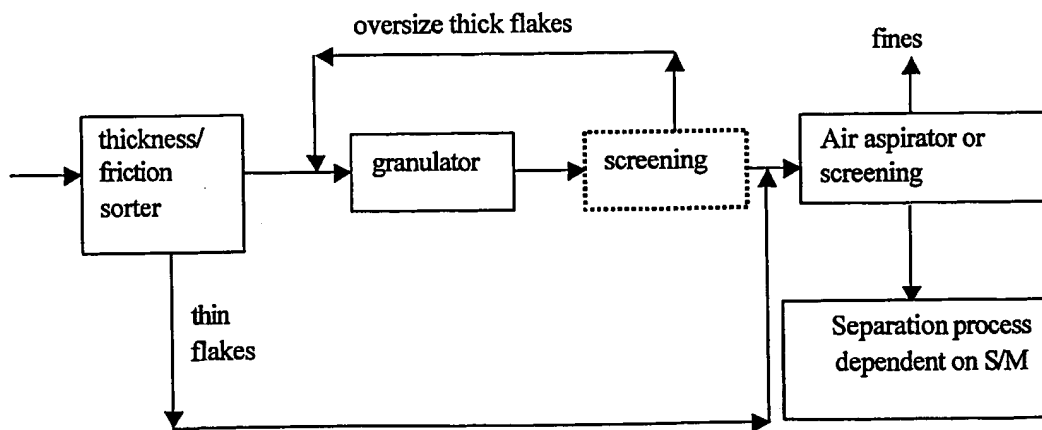 oversize thick flakes
fines
thickness/
friction
sorter
granulator
screening
Air aspirator or
screening
thin
flakes
Separation process
dependent on S/M